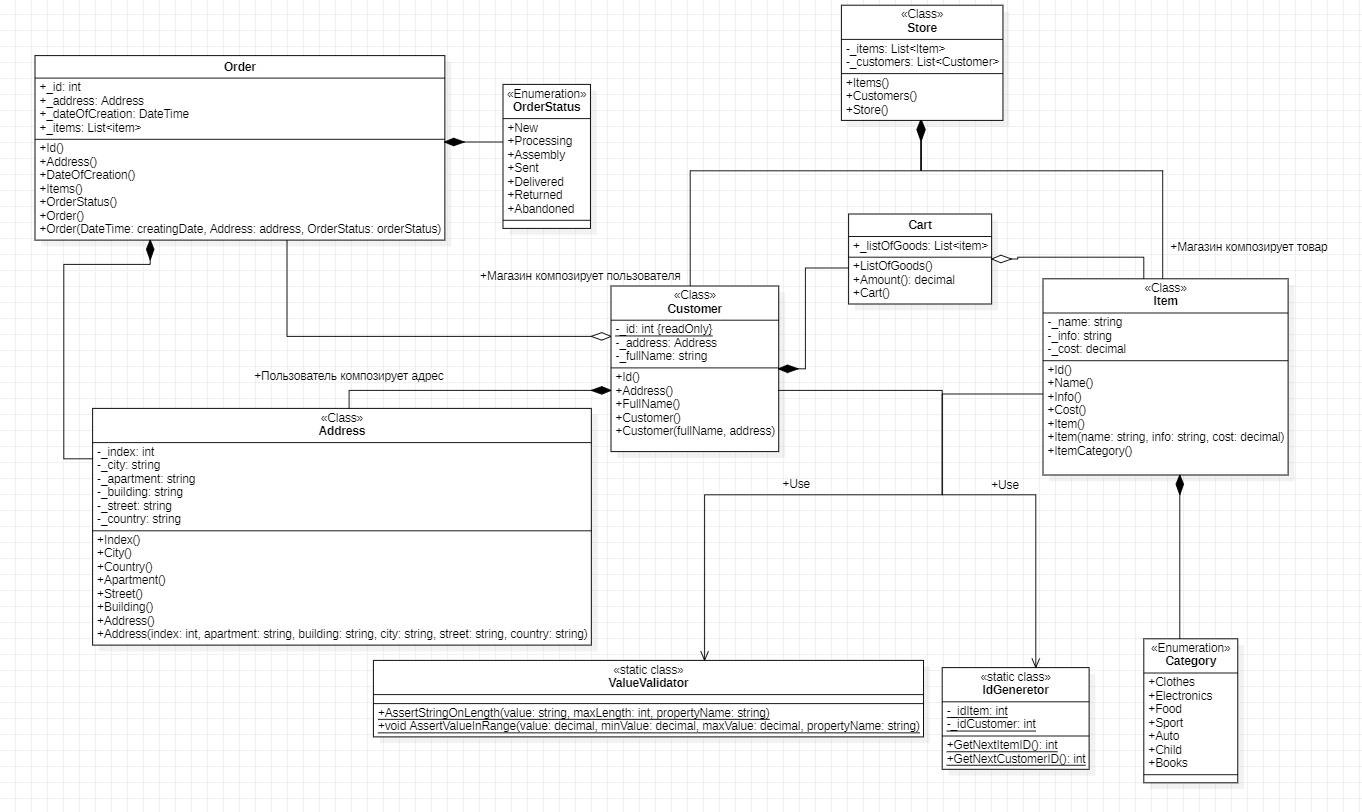 «Class»
Store
-_items: List<Item>
-_customers: List<Customer>
+Items()
+Customers()
+Store()
Order
+_id: int
+_address: Address
+_dateOfCreation: DateTime
+_items: List<item>
+Id()
+Address()
+DateOfCreation()
+Items()
+OrderStatus()
+Order()
+Order(DateTime: creatingDate, Address: address, OrderStatus: orderStatus)
«Enumeration»
OrderStatus
+New
+Processing
+Assembly
+Sent
+Delivered
+Returned
+Abandoned
Cart
+_listOfGoods: List<item>
+ListOfGoods()
+Amount(): decimal
+Cart()
+Магазин композирует товар
+Магазин композирует пользователя
«Class»
Customer
-_id: int {readOnly}
-_address: Address
-_fullName: string
+Id()
+Address()
+FullName()
+Customer()
+Customer(fullName, address)
«Class»
Item
-_name: string
-_info: string
-_cost: decimal
+Id()
+Name()
+Info()
+Cost()
+Item()
+Item(name: string, info: string, cost: decimal)
+ItemCategory()
+Пользователь композирует адрес
«Class»
Address
-_index: int
-_city: string
-_apartment: string
-_building: string
-_street: string
-_country: string
+Index()
+City()
+Country()
+Apartment()
+Street()
+Building()
+Address()
+Address(index: int, apartment: string, building: string, city: string, street: string, country: string)
+Use
+Use
«static class»
ValueValidator
+AssertStringOnLength(value: string, maxLength: int, propertyName: string)
+void AssertValueInRange(value: decimal, minValue: decimal, maxValue: decimal, propertyName: string)
«static class»
IdGeneretor
-_idItem: int
-_idCustomer: int
+GetNextItemID(): int
+GetNextCustomerID(): int
«Enumeration»
Category
+Clothes
+Electronics
+Food
+Sport
+Auto
+Child
+Books